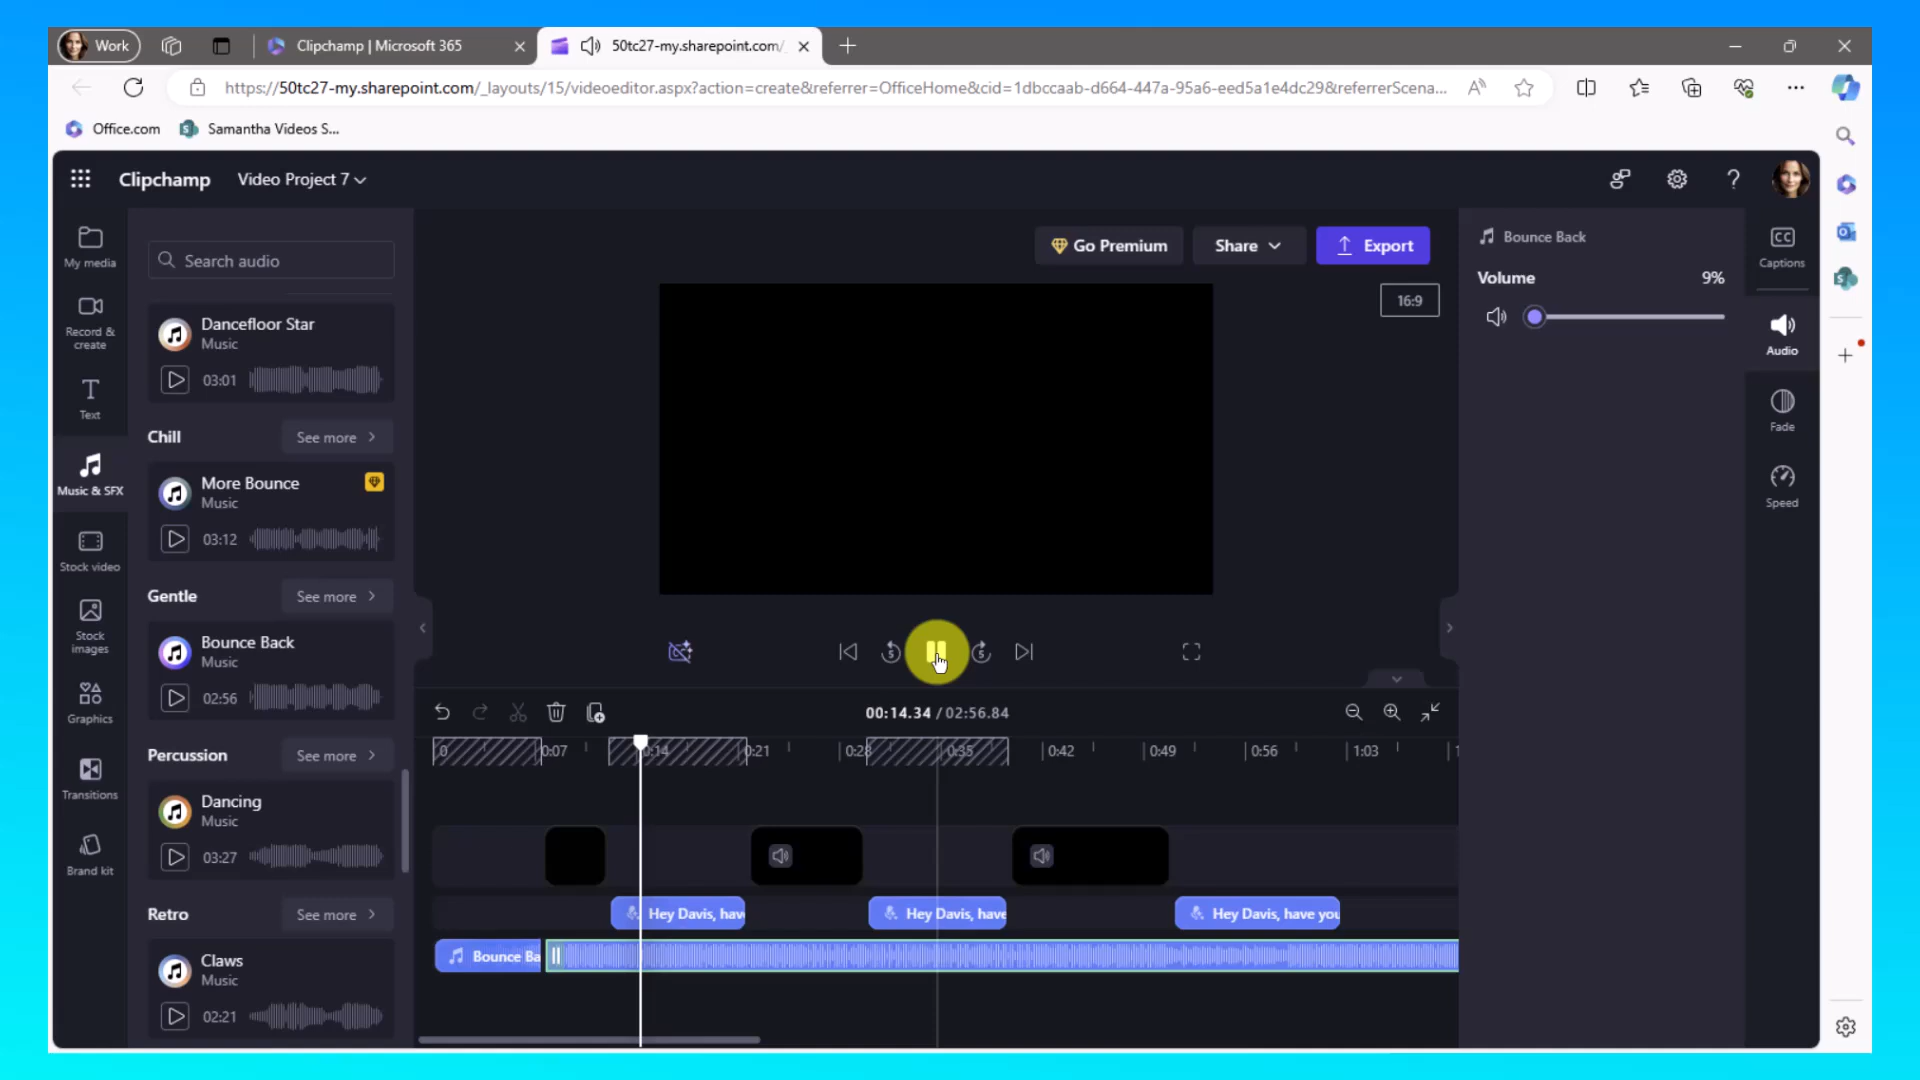 Work
Clipchamp | Microsoft 365
50tc27-my.sharepoint.com/
https://50tc27-my.sharepoint.com/_layouts/15/videoeditor.aspx?action=create&referrer=OfficeHome&cid=1dbccaab-d664-447a-95a6-eed5a1e4dc29&referrerScena...
Office.com
Samantha Videos S...
Clipchamp
Video Project 7
My media
Record & create
Text
Music & SFX
Stock video
Stock images
Graphics
Transitions
Brand kit
Search audio
Dancefloor Star
Music
03:01
Chill
See more
More Bounce
Music
03:12
Gentle
See more
Bounce Back
Music
02:56
Percussion
See more
Dancing
Music
03:27
Retro
See more
Claws
Music
02:21
Go Premium
Share
Export
16:9
5
5
00:14.34 / 02:56.84
0
0:07
0:14
0:21
0:28
0:35
0:42
0:49
0:56
1:03
Hey Davis, hav
Hey Davis, have
Hey Davis, have you
Bounce Ba
Bounce Back
Volume
9%
CC
Captions
Audio
Fade
Speed